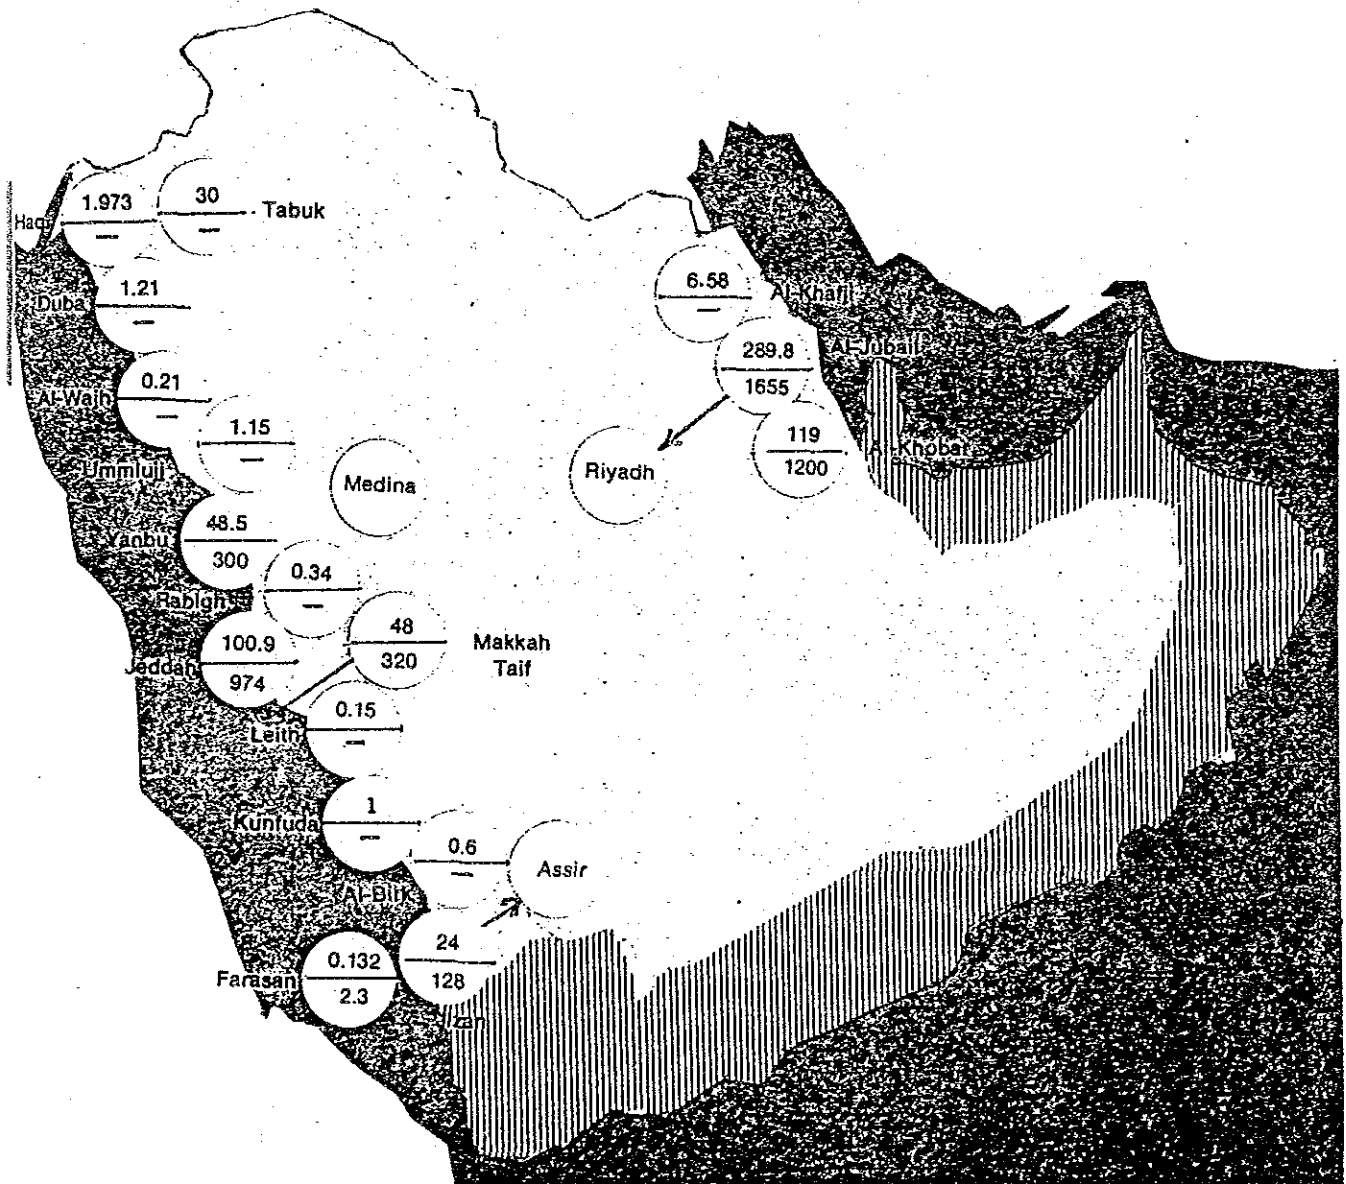 1.973
30
Tabuk
—
—
Duba
1.21
—
6.58
Al-Khafji
—
Al-Wajh
0.21
—
289.8
Al-Jubail
1655
Ummluji
1.15
—
Medina
Riyadh
119
1200
Al-Khobar
Yanbu
48.5
300
Rabigh
0.34
—
Jeddah
100.9
974
48
320
Makkah
Taif
Leith
0.15
—
Kunfuda
1
—
0.6
—
Al-Birk
Assir
Farasan
0.132
2.3
24
128